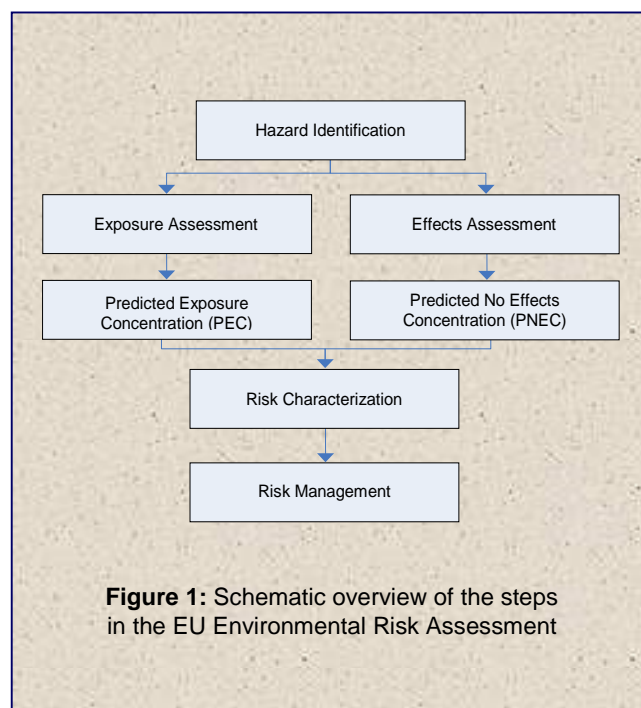 Hazard Identification
Exposure Assessment
Effects Assessment
Predicted Exposure
Concentration (PEC)
Predicted No Effects
Concentration (PNEC)
Risk Characterization
Risk Management
Figure 1: Schematic overview of the steps
in the EU Environmental Risk Assessment